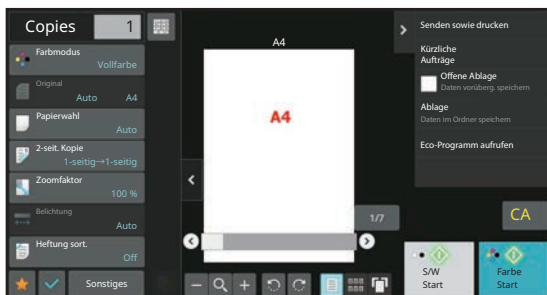 Copies 1
Farbmodus
Vollfarbe
Original
Auto A4
Papierwahl
Auto
2-seit. Kopie
1-seitig→1-seitig
Zoomfaktor
100 %
Belichtung
Auto
Heftung sort.
Off
Sonstiges
A4
A4
1/7
Senden sowie drucken
Kürzliche
Aufträge
Offene Ablage
Daten vorüberg. speichern
Ablage
Daten im Ordner speichern
Eco-Programm aufrufen
CA
S/W
Start
Farbe
Start